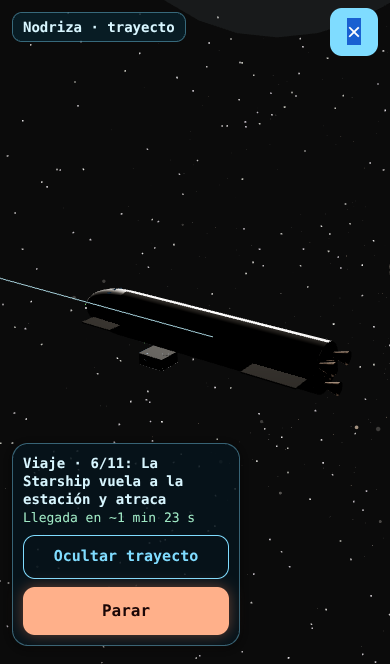 Nodriza · trayecto
✕
Viaje · 6/11: La
Starship vuela a la
estación y atraca
Llegada en ~1 min 23 s
Ocultar trayecto
Parar